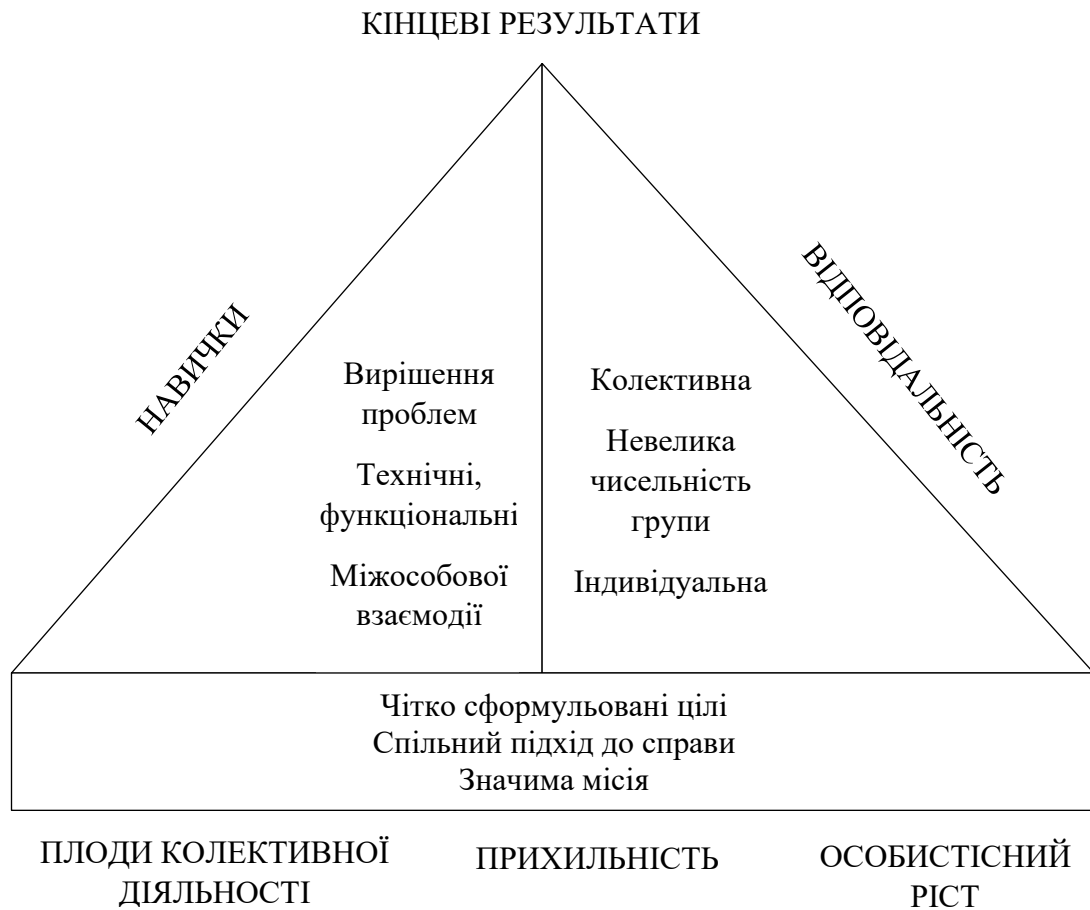 КІНЦЕВІ РЕЗУЛЬТАТИ
НАВИЧКИ
ВІДПОВІДАЛЬНІСТЬ
Вирішення
проблем
Технічні,
функціональні
Міжособової
взаємодії
Колективна
Невелика
чисельність
групи
Індивідуальна
Чітко сформульовані цілі
Спільний підхід до справи
Значима місія
ПЛОДИ КОЛЕКТИВНОЇ
ДІЯЛЬНОСТІ
ПРИХИЛЬНІСТЬ
ОСОБИСТІСНИЙ
РІСТ